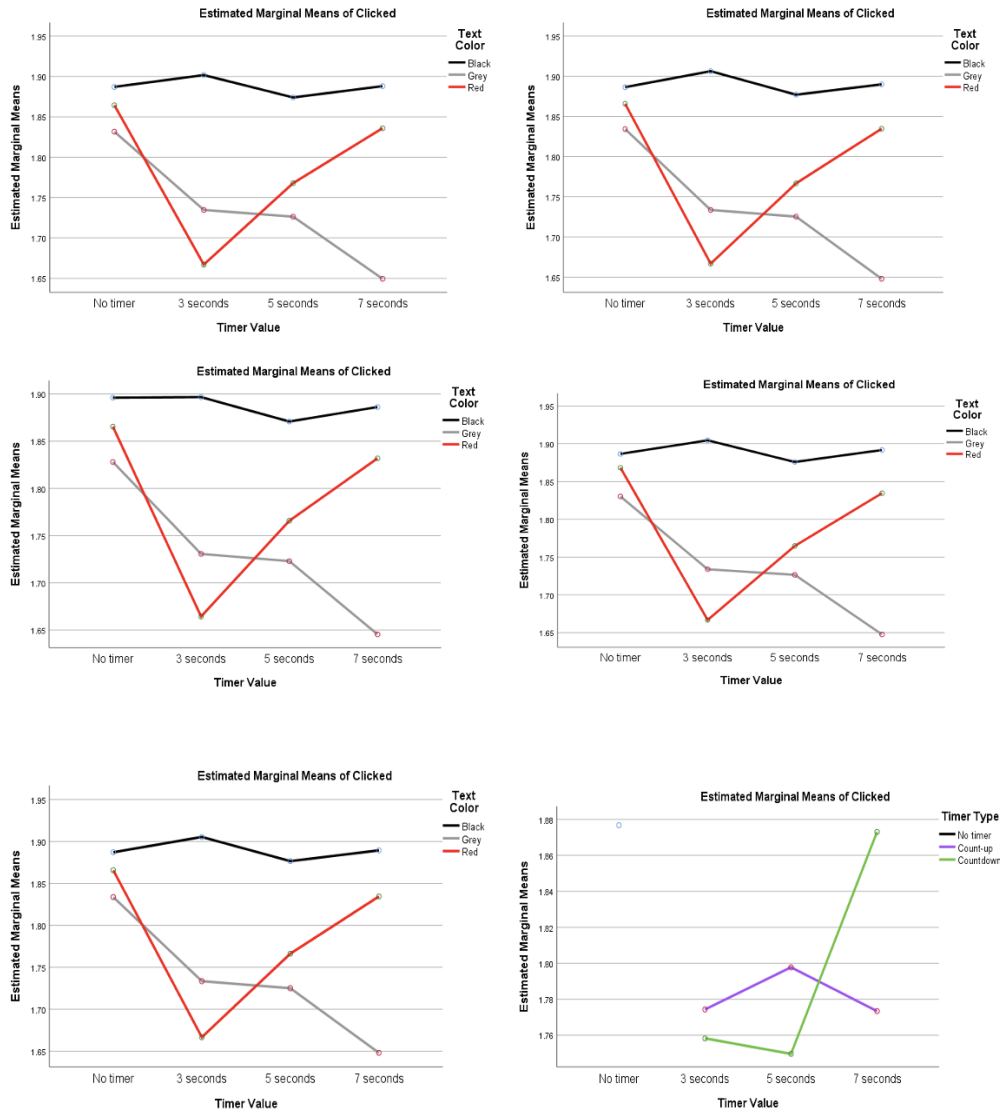 Estimated Marginal Means of Clicked
Text
Color
Black
Grey
Red
Estimated Marginal Means
1.95
1.90
1.85
1.80
1.75
1.70
1.65
No timer 3 seconds 5 seconds 7 seconds
Timer Value
Estimated Marginal Means of Clicked
Text
Color
Black
Grey
Red
Estimated Marginal Means
1.95
1.90
1.85
1.80
1.75
1.70
1.65
No timer 3 seconds 5 seconds 7 seconds
Timer Value
Estimated Marginal Means of Clicked
Text
Color
Black
Grey
Red
Estimated Marginal Means
1.90
1.85
1.80
1.75
1.70
1.65
No timer 3 seconds 5 seconds 7 seconds
Timer Value
Estimated Marginal Means of Clicked
Text
Color
Black
Grey
Red
Estimated Marginal Means
1.95
1.90
1.85
1.80
1.75
1.70
1.65
No timer 3 seconds 5 seconds 7 seconds
Timer Value
Estimated Marginal Means of Clicked
Text
Color
Black
Grey
Red
Estimated Marginal Means
1.95
1.90
1.85
1.80
1.75
1.70
1.65
No timer 3 seconds 5 seconds 7 seconds
Timer Value
Estimated Marginal Means of Clicked
Timer Type
No timer
Count-up
Countdown
Estimated Marginal Means
1.88
1.86
1.84
1.82
1.80
1.78
1.76
No timer 3 seconds 5 seconds 7 seconds
Timer Value